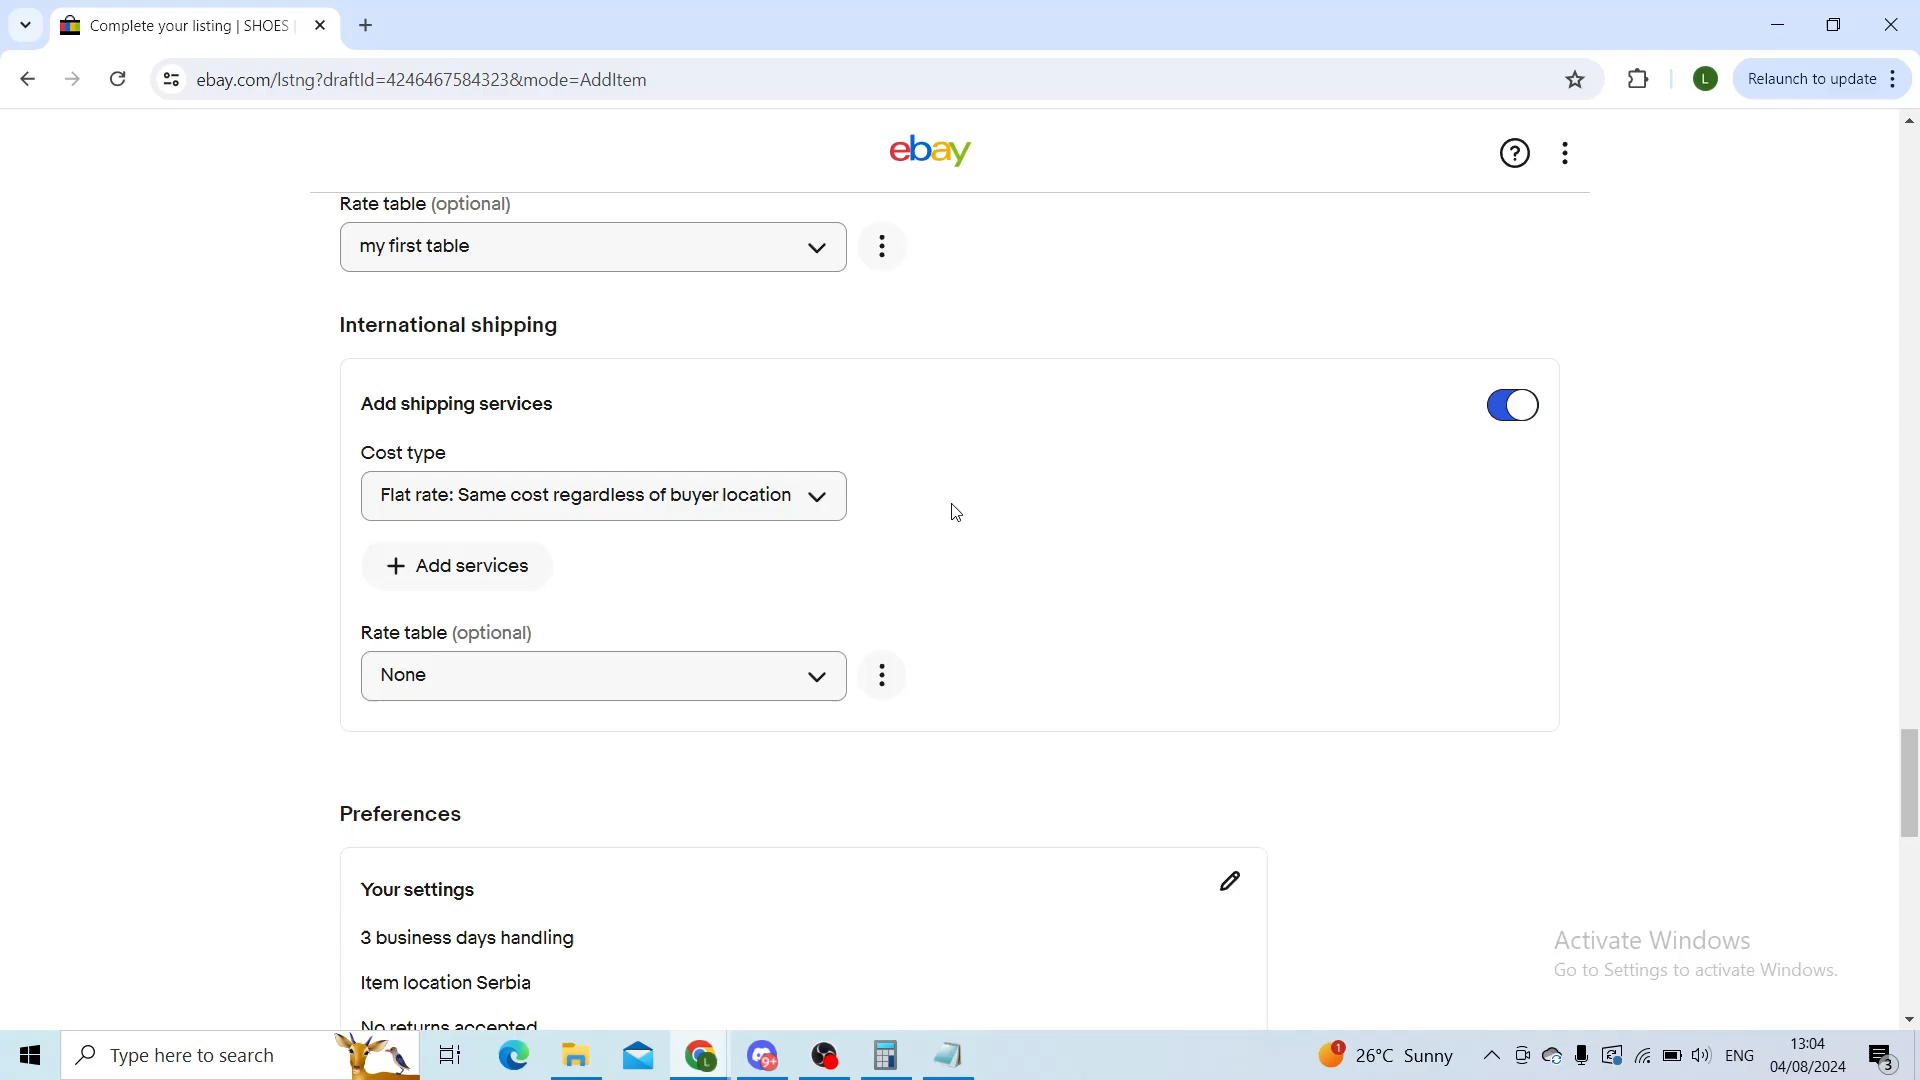 Complete your listing | SHOES |
ebay.com/lstng?draftId=4246467584323&mode=AddItem
L
Relaunch to update
ebay
?
Rate table (optional)
my first table
International shipping
Add shipping services
Cost type
Flat rate: Same cost regardless of buyer location
+ Add services
Rate table (optional)
None
Preferences
Your settings
3 business days handling
Item location Serbia
No returns accepted
Activate Windows
Go to Settings to activate Windows.
Type here to search
L
9+
1
26°C Sunny
ENG
13:04
04/08/2024
3